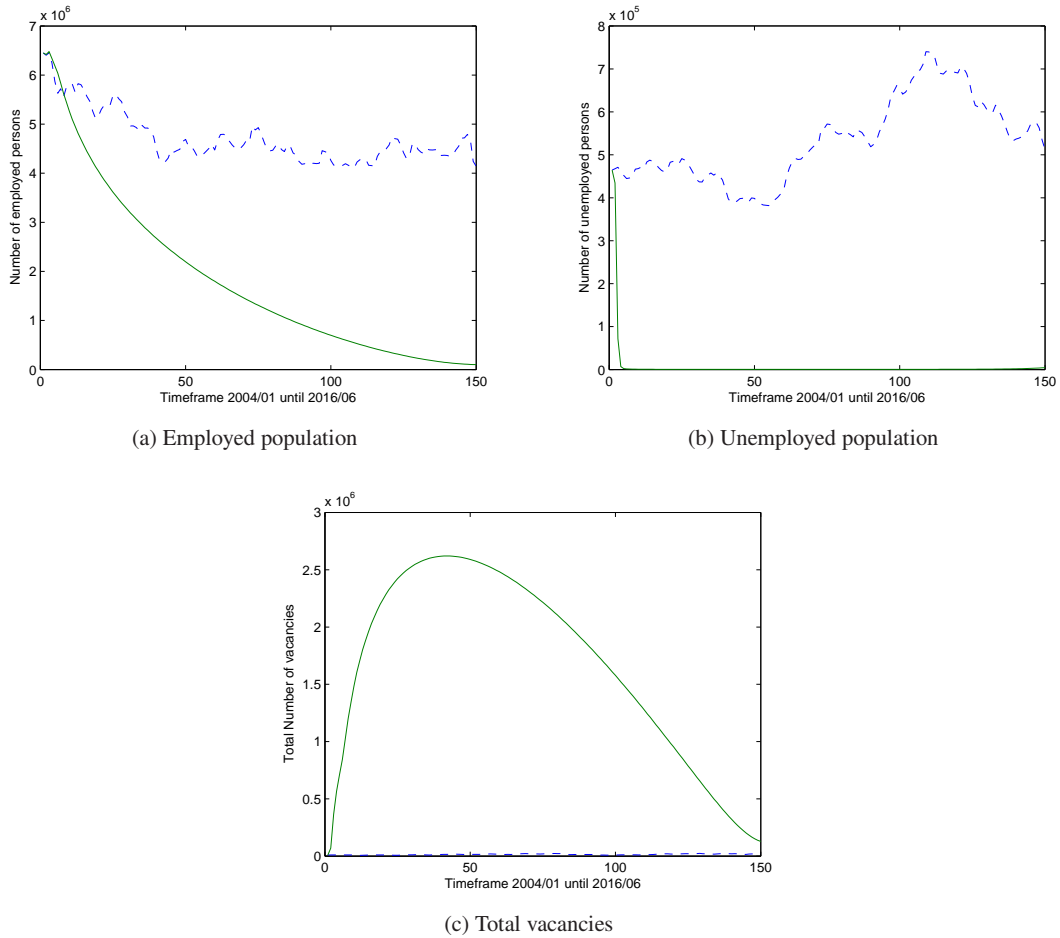 x 10^6
7
6
5
4
3
2
1
0
0 50 100 150
Number of employed persons
Timeframe 2004/01 until 2016/06
(a) Employed population
x 10^5
8
7
6
5
4
3
2
1
0
0 50 100 150
Number of unemployed persons
Timeframe 2004/01 until 2016/06
(b) Unemployed population
x 10^6
3
2.5
2
1.5
1
0.5
0
0 50 100 150
Total Number of vacancies
Timeframe 2004/01 until 2016/06
(c) Total vacancies